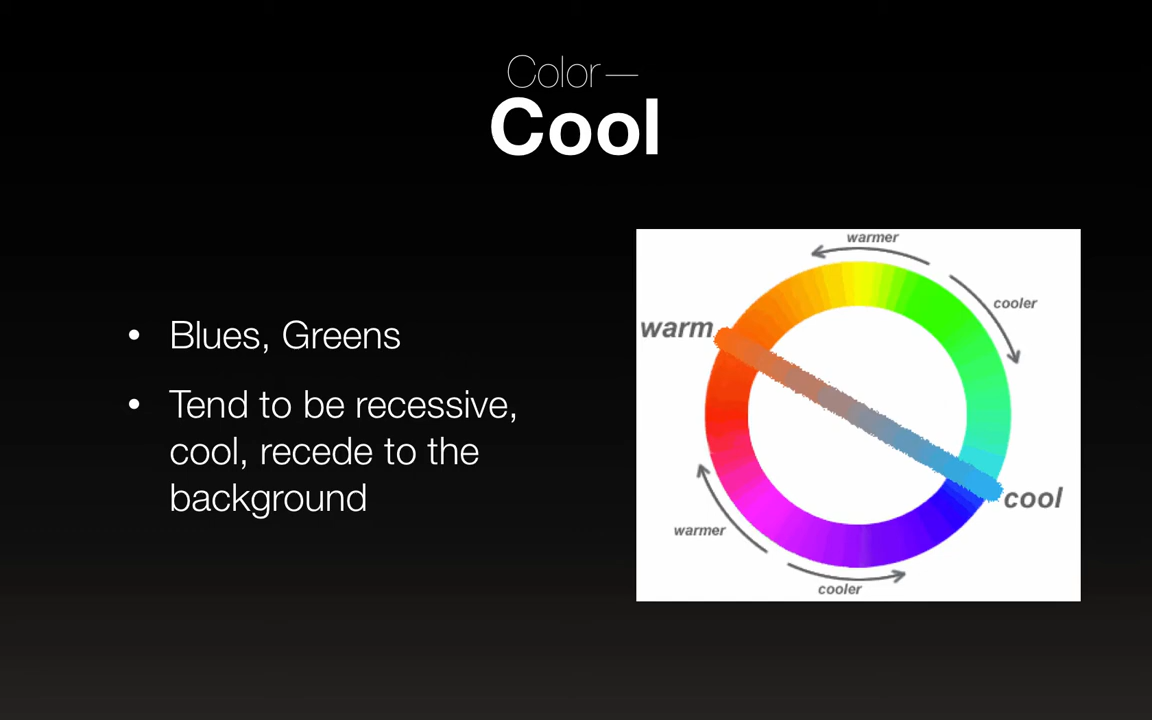 Color—
Cool
• Blues, Greens
• Tend to be recessive,
cool, recede to the
background
warmer
cooler
warm
cool
warmer
cooler